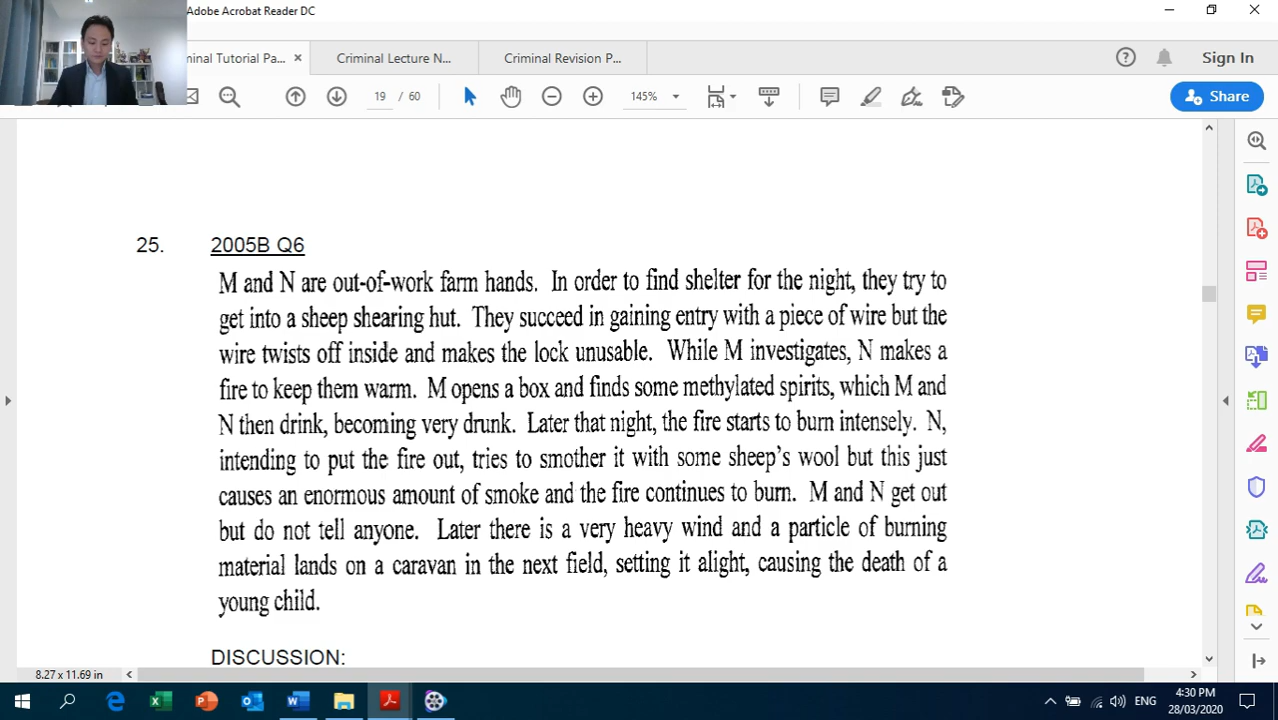 Adobe Acrobat Reader DC
minal Tutorial Pa...
Criminal Lecture N...
Criminal Revision P...
Sign In
19 / 60
145%
Share
25. 2005B Q6
M and N are out-of-work farm hands. In order to find shelter for the night, they try to
get into a sheep shearing hut. They succeed in gaining entry with a piece of wire but the
wire twists off inside and makes the lock unusable. While M investigates, N makes a
fire to keep them warm. M opens a box and finds some methylated spirits, which M and
N then drink, becoming very drunk. Later that night, the fire starts to burn intensely. N,
intending to put the fire out, tries to smother it with some sheep's wool but this just
causes an enormous amount of smoke and the fire continues to burn. M and N get out
but do not tell anyone. Later there is a very heavy wind and a particle of burning
material lands on a caravan in the next field, setting it alight, causing the death of a
young child.
DISCUSSION:
8.27 x 11.69 in
ENG
4:30 PM
28/03/2020